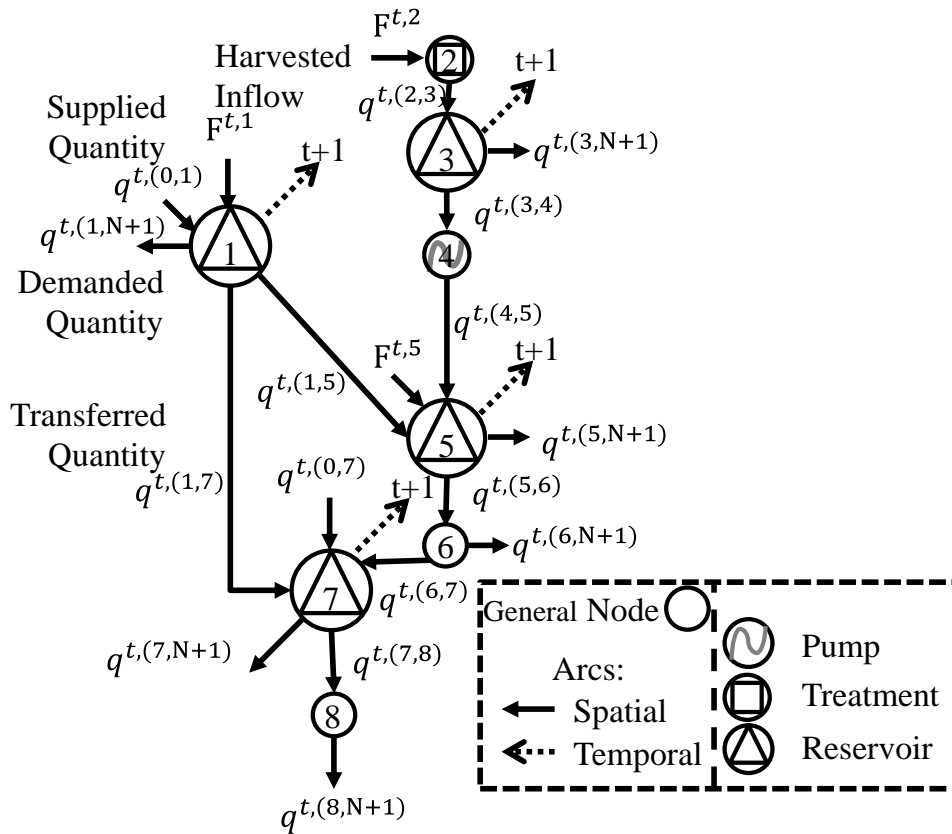 F^{t,2}
Harvested
Inflow
2
t+1
q^{t,(2,3)}
Supplied
Quantity
F^{t,1}
t+1
3
q^{t,(3,N+1)}
q^{t,(0,1)}
q^{t,(3,4)}
q^{t,(1,N+1)}
1
4
Demanded
Quantity
q^{t,(4,5)}
F^{t,5}
t+1
q^{t,(1,5)}
Transferred
Quantity
5
q^{t,(5,N+1)}
q^{t,(1,7)}
q^{t,(0,7)}
t+1
q^{t,(5,6)}
6
q^{t,(6,N+1)}
7
q^{t,(6,7)}
q^{t,(7,N+1)}
q^{t,(7,8)}
8
q^{t,(8,N+1)}
General Node
Arcs:
Spatial
Temporal
Pump
Treatment
Reservoir